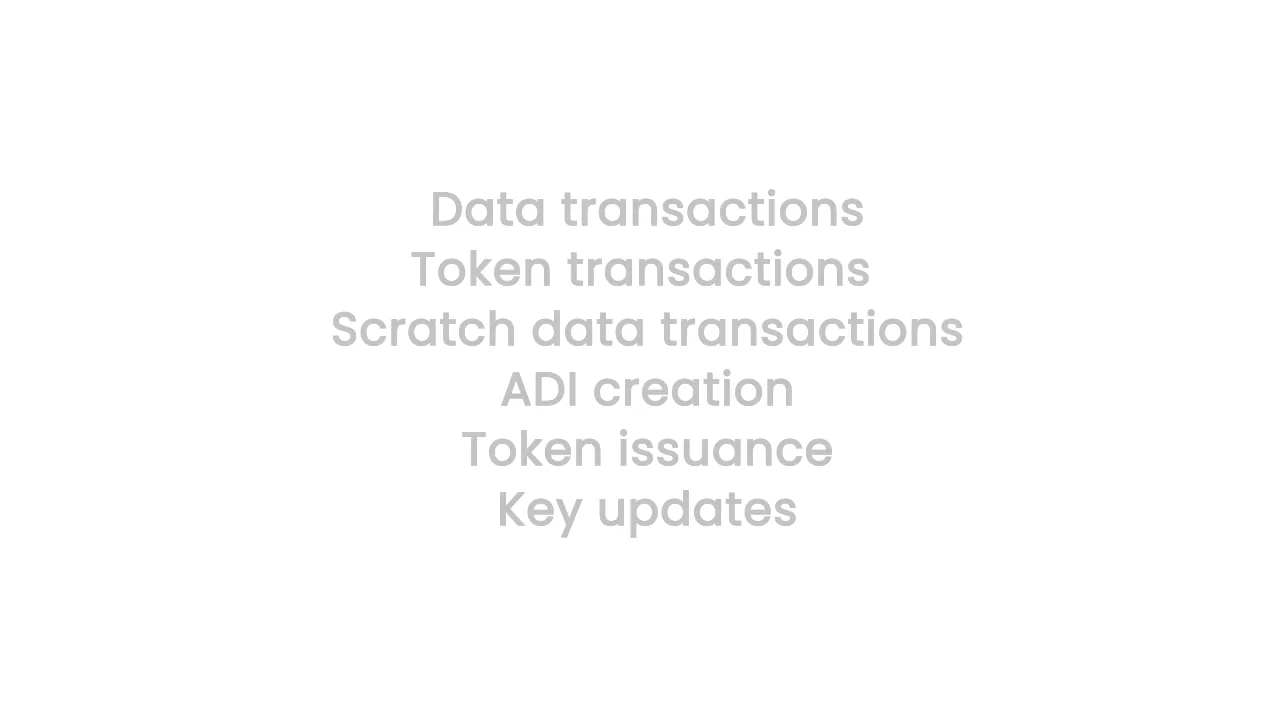 Data transactions
Token transactions
Scratch data transactions
ADI creation
Token issuance
Key updates